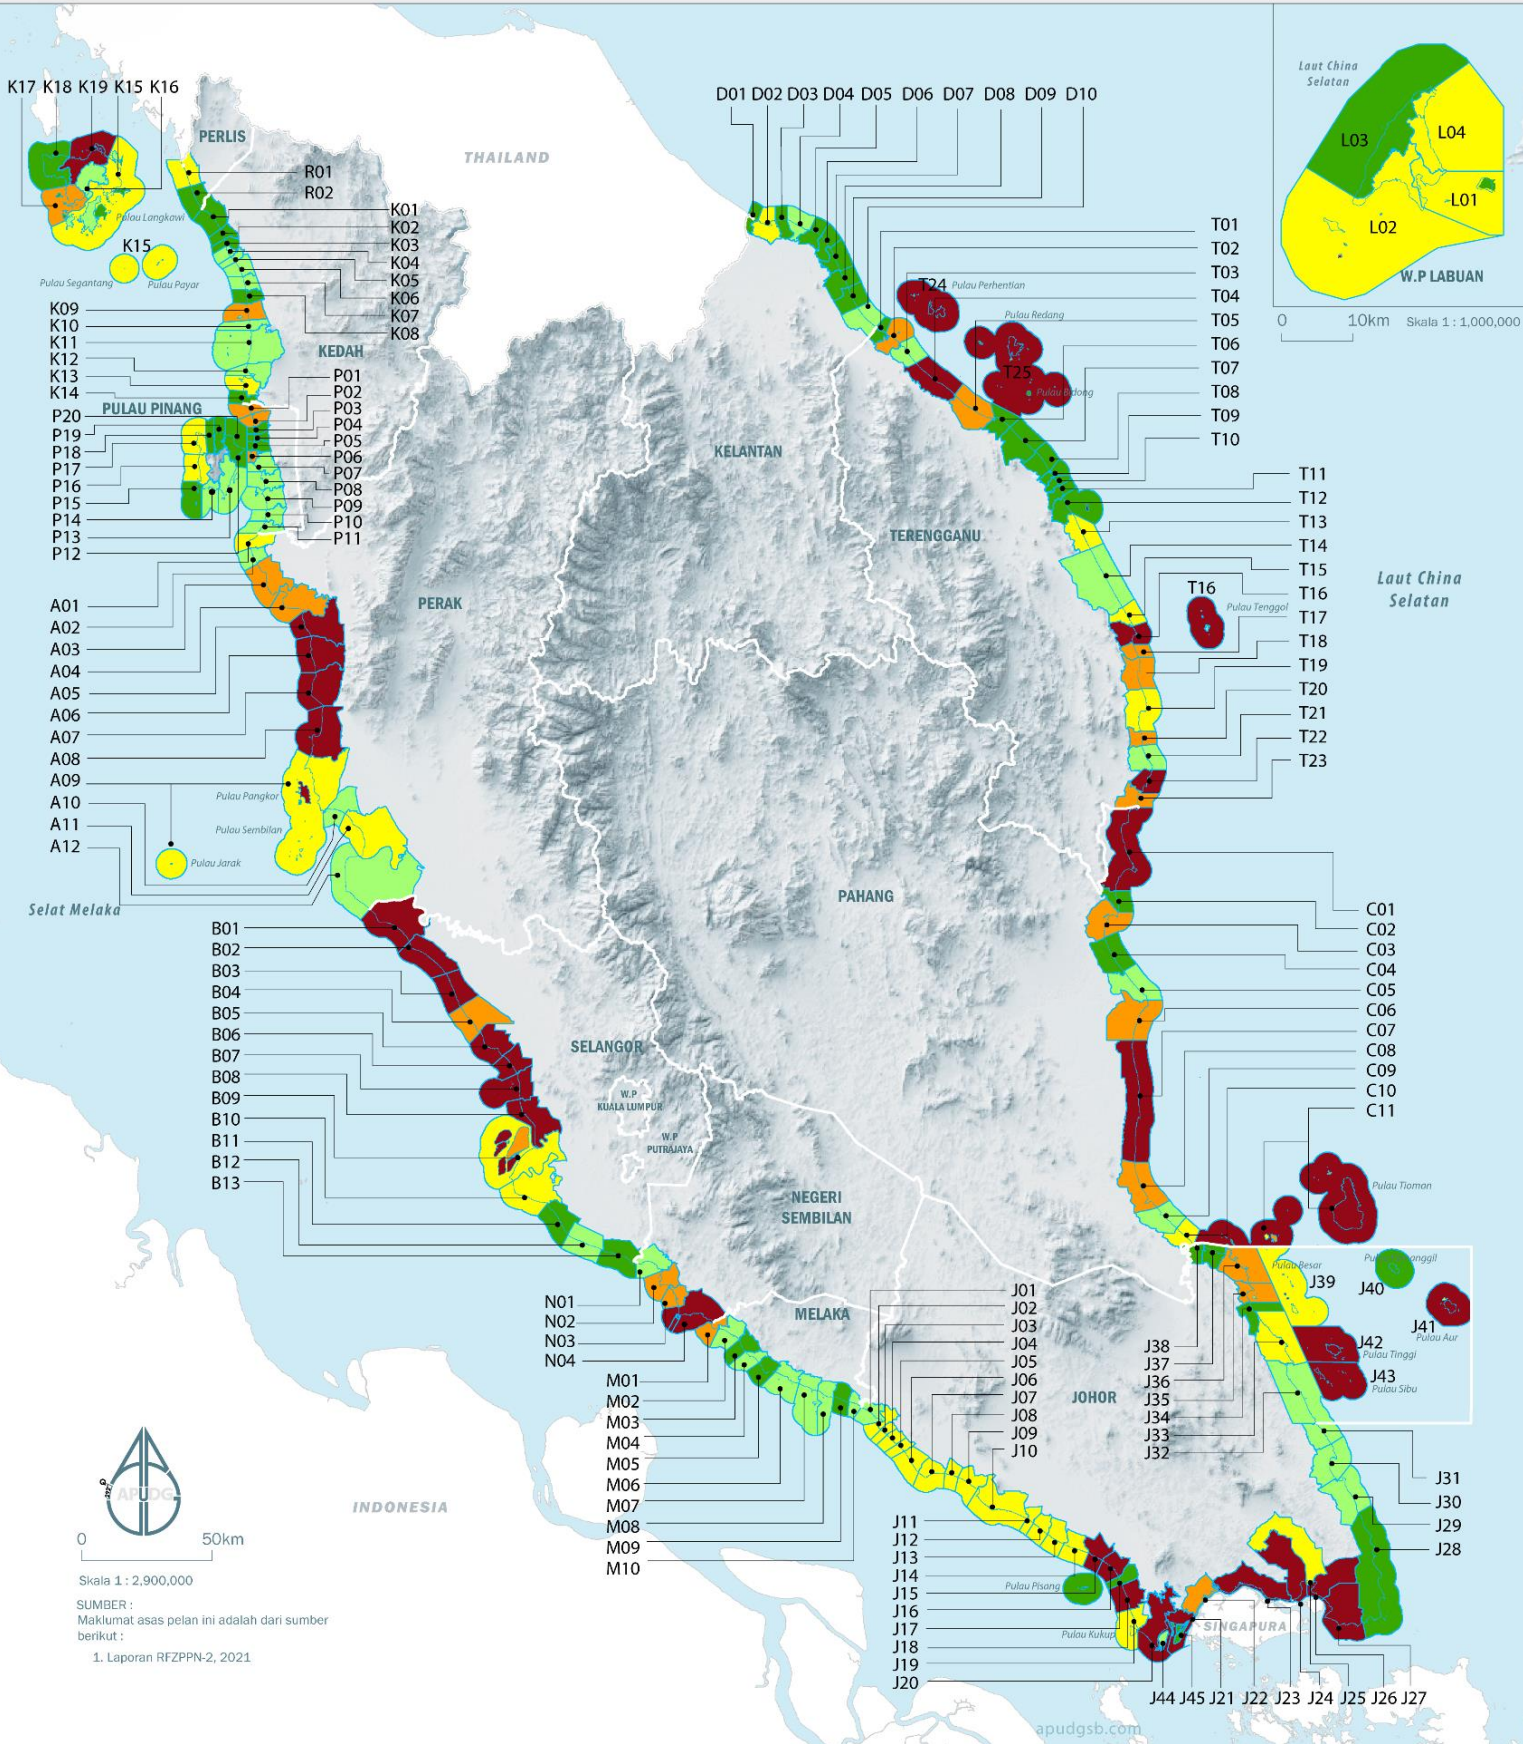 K17 K18 K19 K15 K16
PERLIS
THAILAND
D01 D02 D03 D04 D05 D06 D07 D08 D09 D10
Laut China
Selatan
L03
L04
L01
L02
W.P LABUAN
0 10km Skala 1 : 1,000,000
R01
R02
Pulau Langkawi
K15
Pulau Segantang
Pulau Payar
K01
K02
K03
K04
K05
K06
K07
K08
K09
K10
K11
K12
K13
K14
KEDAH
PULAU PINANG
P20
P19
P18
P17
P16
P15
P14
P13
P12
P01
P02
P03
P04
P05
P06
P07
P08
P09
P10
P11
T01
T02
T03
T04
T05
T06
T07
T08
T09
T10
T24
Pulau Perhentian
Pulau Redang
T25
KELANTAN
TERENGGANU
T11
T12
T13
T14
T15
T16
T17
T18
T19
T20
T21
T22
T23
T16
Pulau Tenggol
Laut China
Selatan
A01
A02
A03
A04
A05
A06
A07
A08
A09
A10
A11
A12
PERAK
Pulau Pangkor
Pulau Sembilan
Pulau Jarak
Selat Melaka
PAHANG
B01
B02
B03
B04
B05
B06
B07
B08
B09
B10
B11
B12
B13
SELANGOR
W.P
KUALA LUMPUR
W.P
PUTRAJAYA
NEGERI
SEMBILAN
C01
C02
C03
C04
C05
C06
C07
C08
C09
C10
C11
Pulau Tioman
N01
N02
N03
N04
MELAKA
M01
M02
M03
M04
M05
M06
M07
M08
M09
M10
J01
J02
J03
J04
J05
J06
J07
J08
J09
J10
JOHOR
Pulau Besar
J39
J40
J41
Pulau Aur
J42
Pulau Tinggi
J43
Pulau Sibu
J38
J37
J36
J35
J34
J33
J32
J31
J30
J29
J28
J11
J12
J13
J14
J15
J16
J17
J18
J19
J20
Pulau Pisang
Pulau Kukup
SINGAPURA
J44 J45 J21 J22 J23 J24 J25 J26 J27
INDONESIA
APUDG
0 50km
Skala 1 : 2,900,000
SUMBER :
Maklumat asas pelan ini adalah dari sumber
berikut :
1. Laporan RFZPPN-2, 2021
apudgsb.com